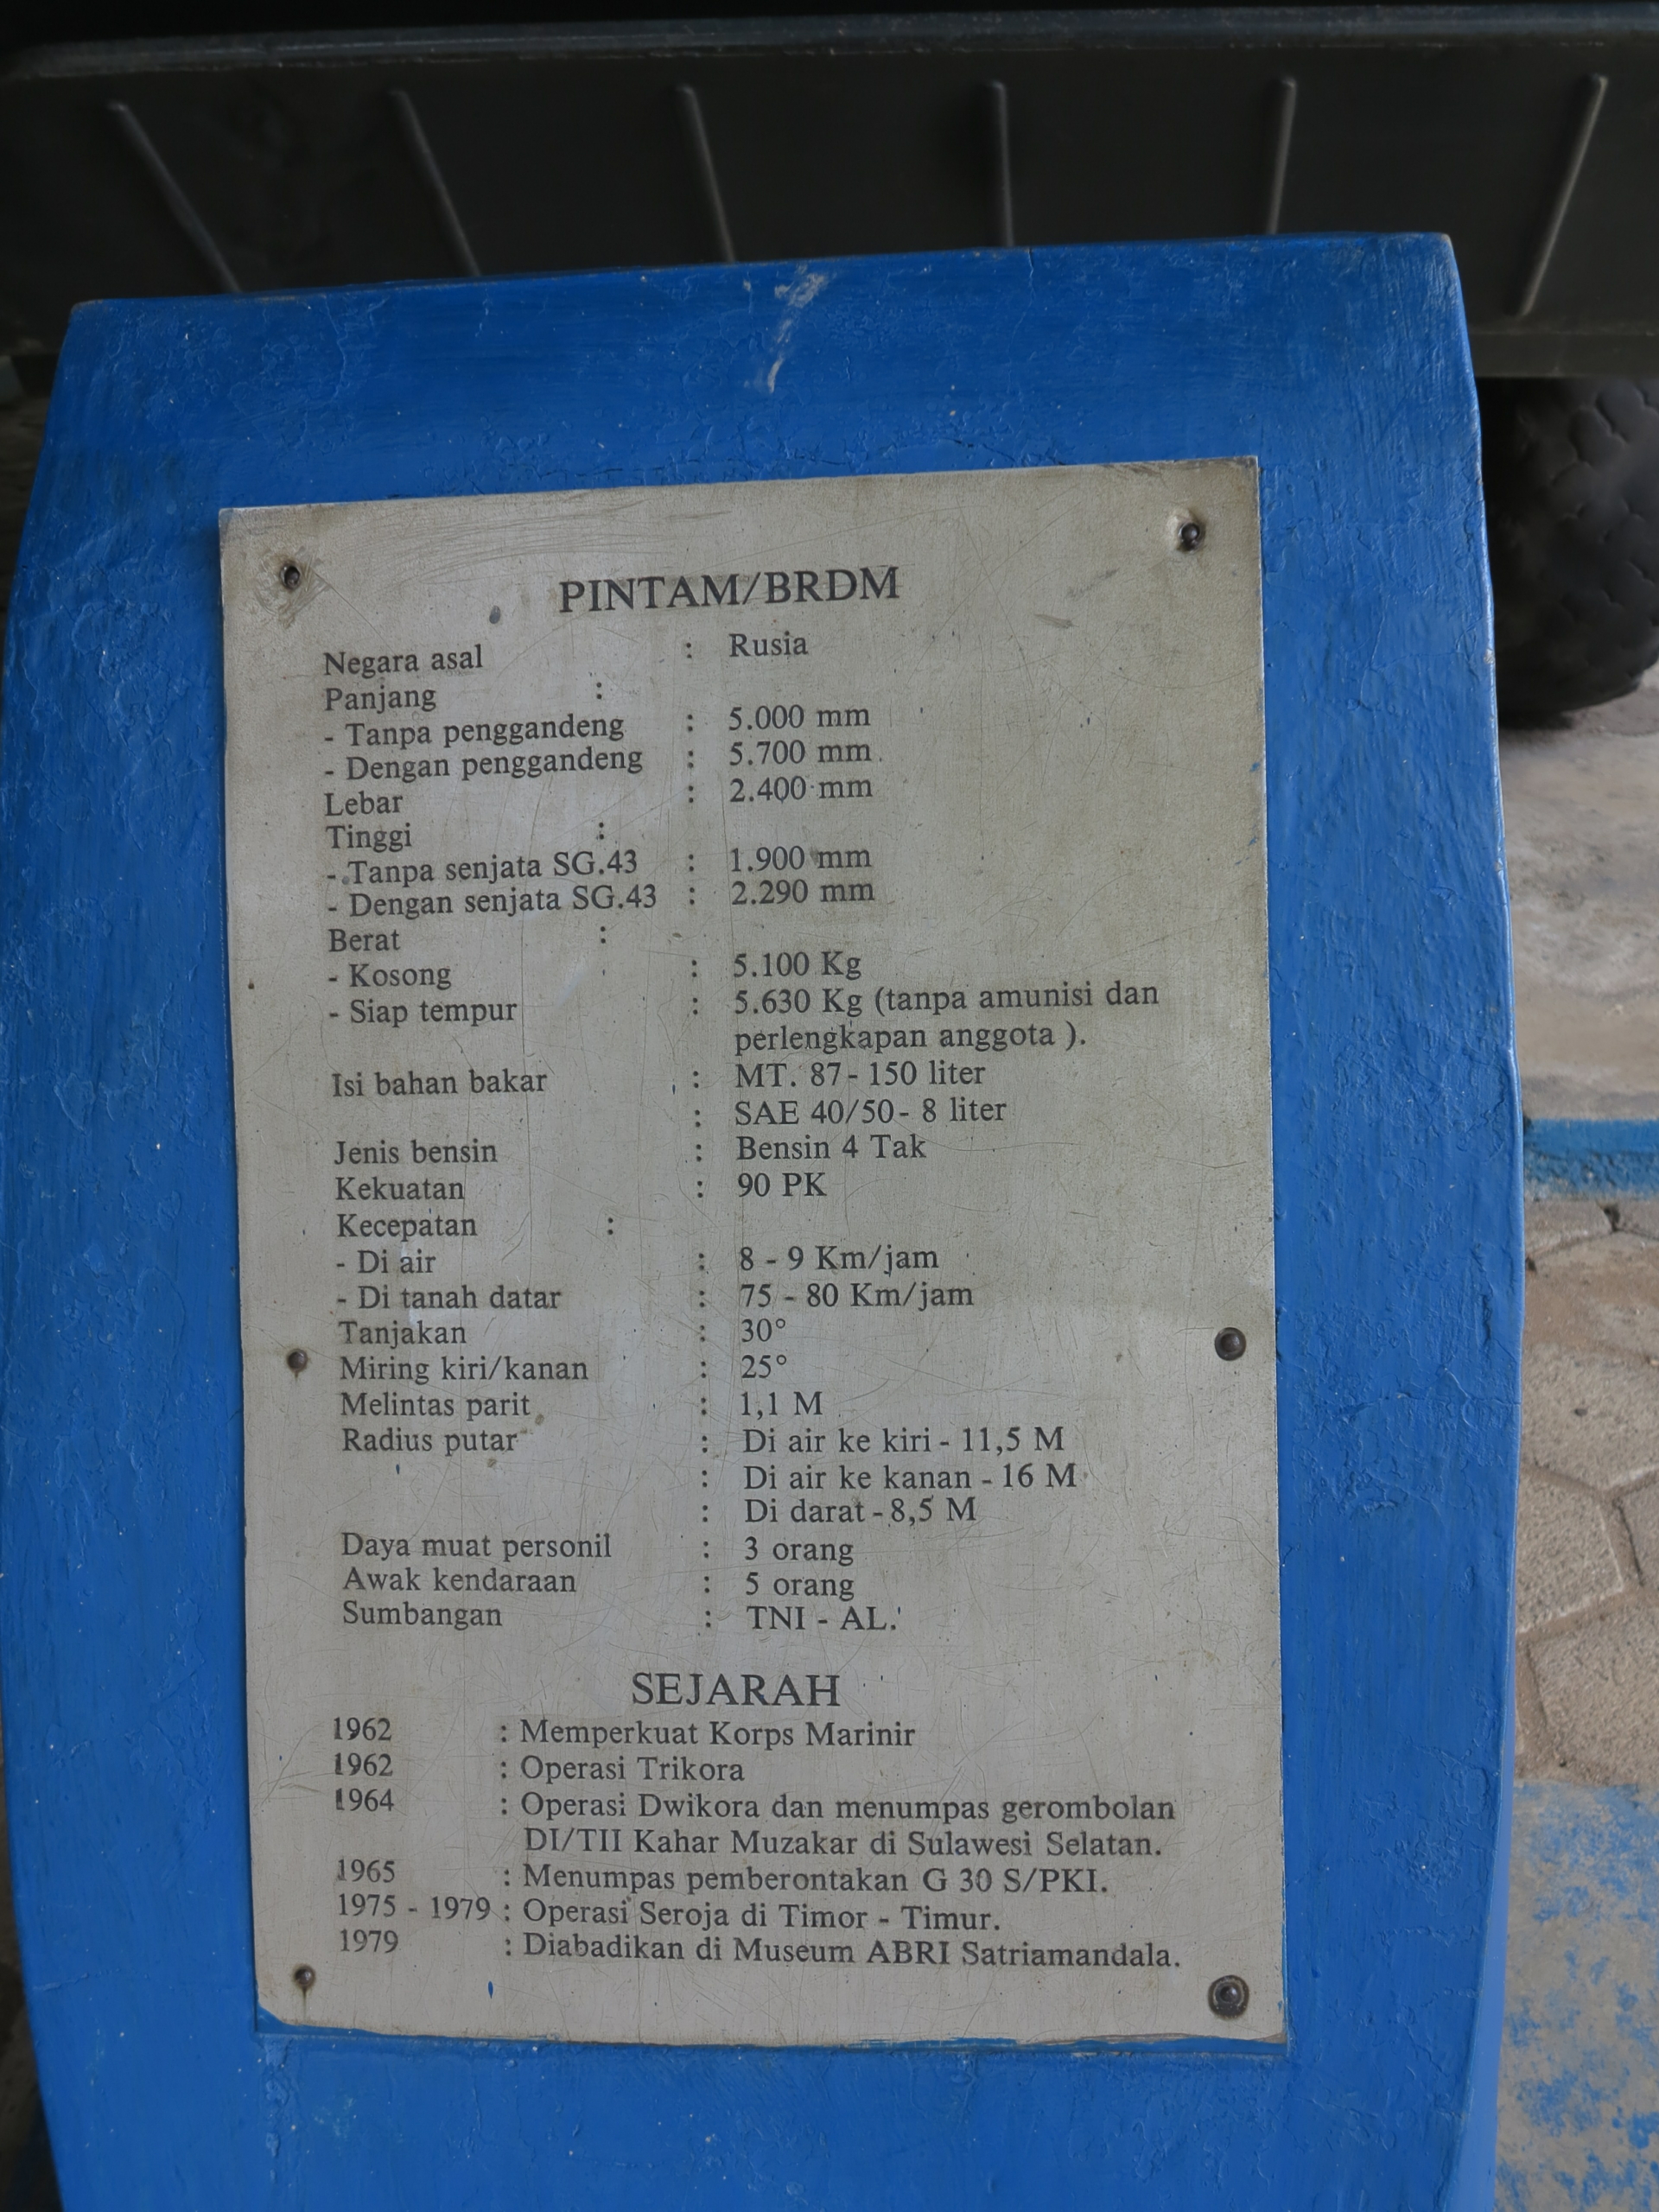 PINTAM/BRDM
Negara asal : Rusia
Panjang :
- Tanpa penggandeng : 5.000 mm
- Dengan penggandeng : 5.700 mm
Lebar : 2.400 mm
Tinggi :
- Tanpa senjata SG.43 : 1.900 mm
- Dengan senjata SG.43 : 2.290 mm
Berat :
- Kosong : 5.100 Kg
- Siap tempur : 5.630 Kg (tanpa amunisi dan
perlengkapan anggota ).
Isi bahan bakar : MT. 87 - 150 liter
: SAE 40/50 - 8 liter
Jenis bensin : Bensin 4 Tak
Kekuatan : 90 PK
Kecepatan :
- Di air : 8 - 9 Km/jam
- Di tanah datar : 75 - 80 Km/jam
Tanjakan : 30°
Miring kiri/kanan : 25°
Melintas parit : 1,1 M
Radius putar : Di air ke kiri - 11,5 M
: Di air ke kanan - 16 M
: Di darat - 8,5 M
Daya muat personil : 3 orang
Awak kendaraan : 5 orang
Sumbangan : TNI - AL.
SEJARAH
1962 : Memperkuat Korps Marinir
1962 : Operasi Trikora
1964 : Operasi Dwikora dan menumpas gerombolan
DI/TII Kahar Muzakar di Sulawesi Selatan.
1965 : Menumpas pemberontakan G 30 S/PKI.
1975 - 1979 : Operasi Seroja di Timor - Timur.
1979 : Diabadikan di Museum ABRI Satriamandala.